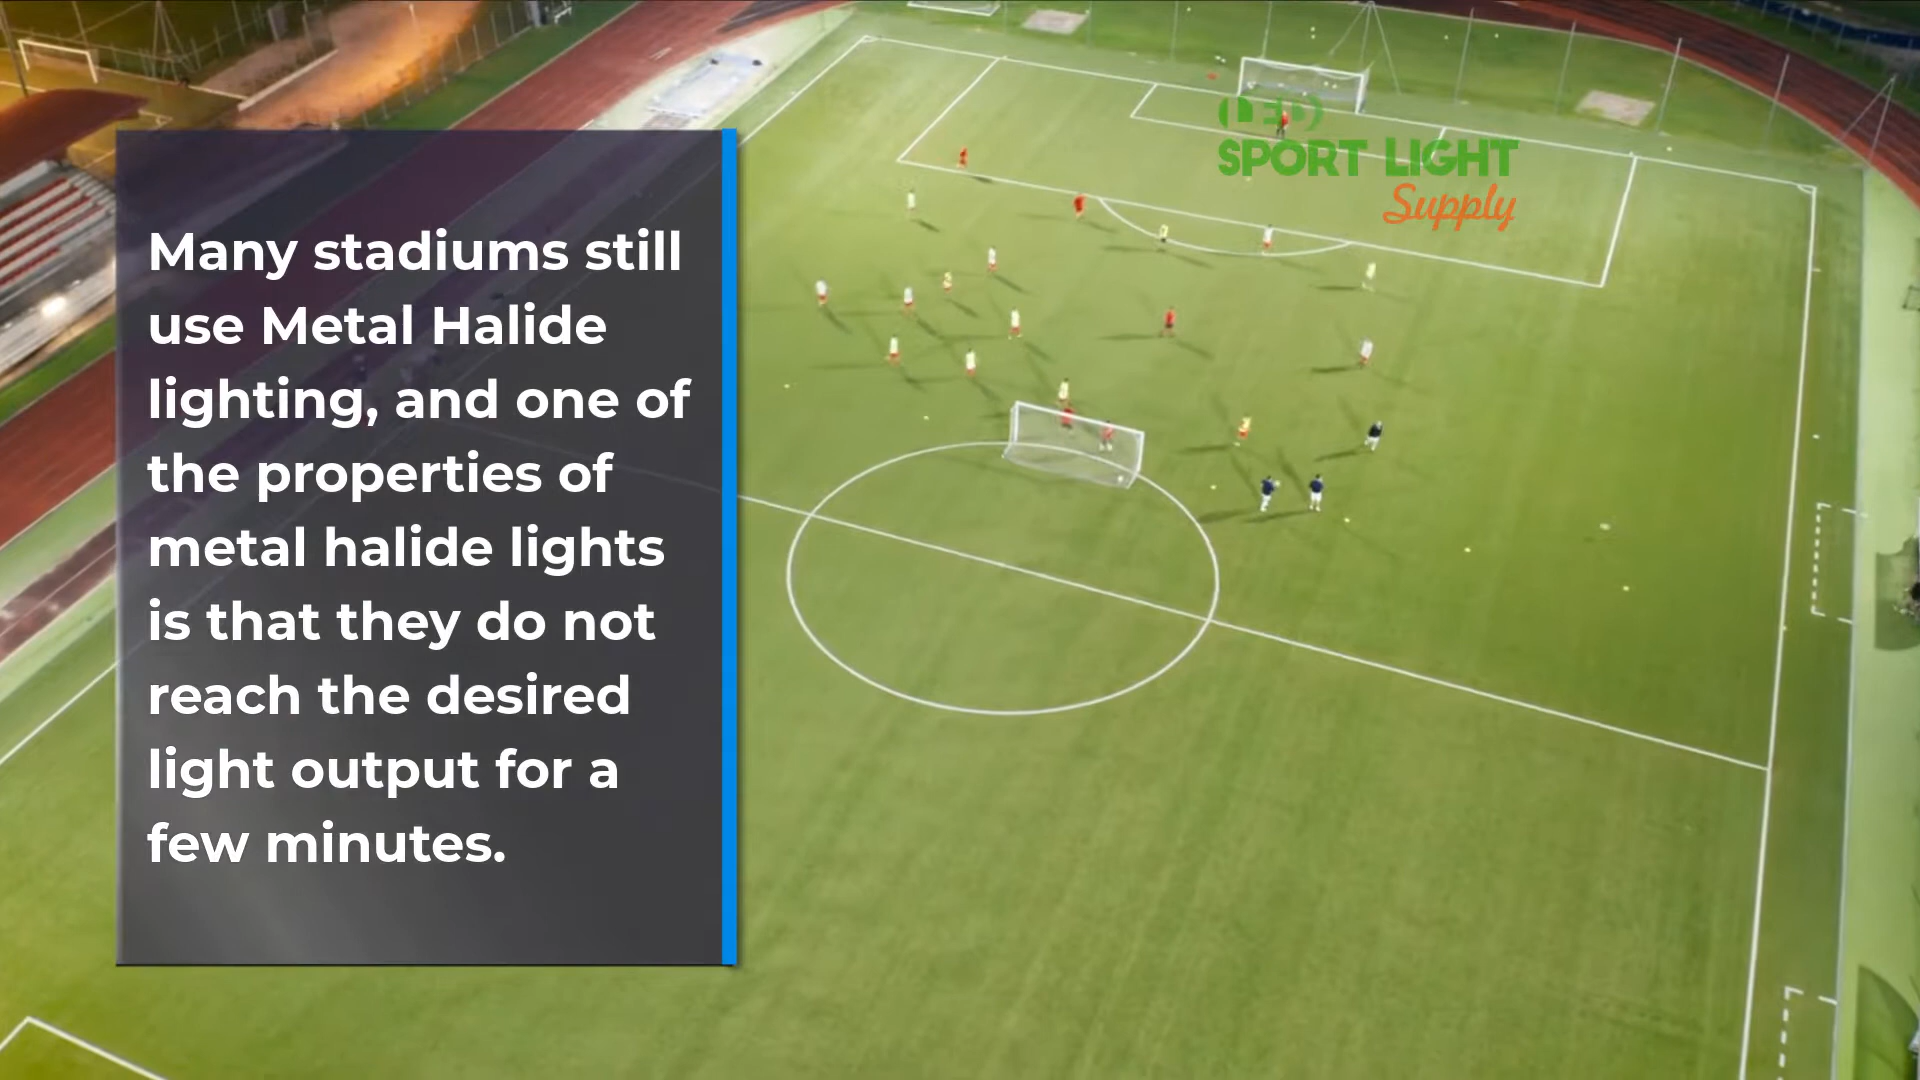 Many stadiums still
use Metal Halide
lighting, and one of
the properties of
metal halide lights
is that they do not
reach the desired
light output for a
few minutes.
LED
SPORT LIGHT
Supply